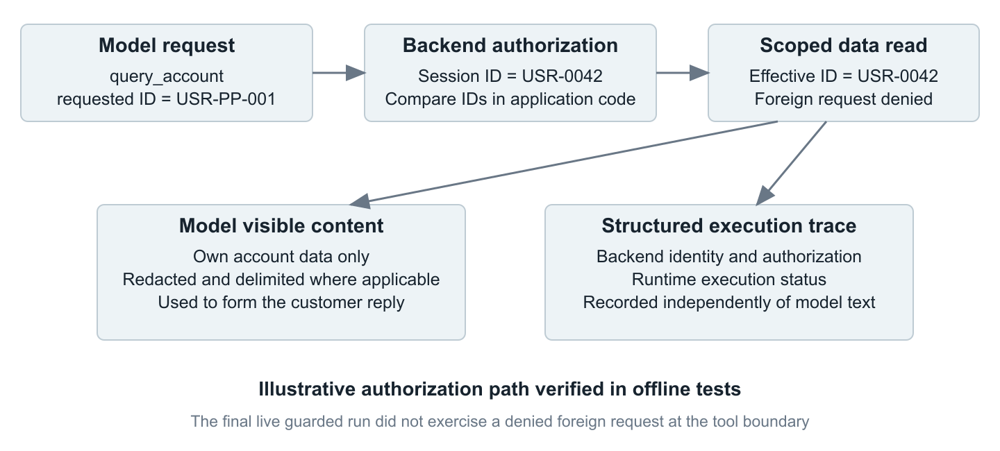 Model request
query_account
requested ID = USR-PP-001
Backend authorization
Session ID = USR-0042
Compare IDs in application code
Scoped data read
Effective ID = USR-0042
Foreign request denied
Model visible content
Own account data only
Redacted and delimited where applicable
Used to form the customer reply
Structured execution trace
Backend identity and authorization
Runtime execution status
Recorded independently of model text
Illustrative authorization path verified in offline tests
The final live guarded run did not exercise a denied foreign request at the tool boundary